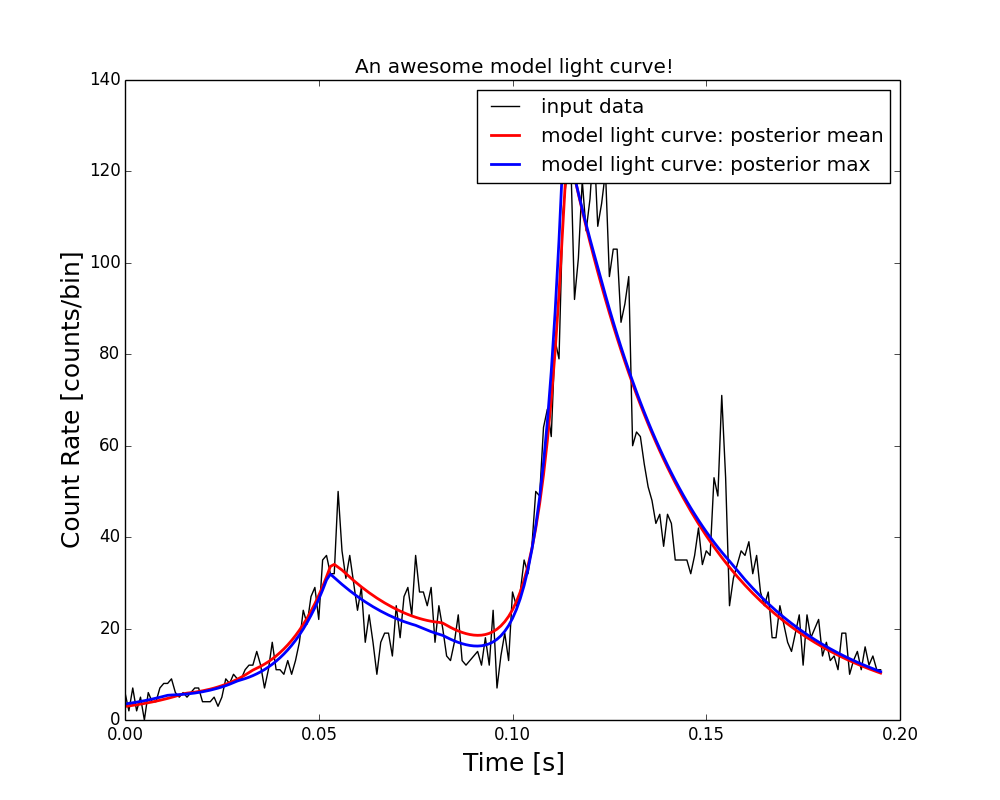 An awesome model light curve!
140
120
100
80
60
40
20
0
Count Rate [counts/bin]
input data
model light curve: posterior mean
model light curve: posterior max
0.00 0.05 0.10 0.15 0.20
Time [s]